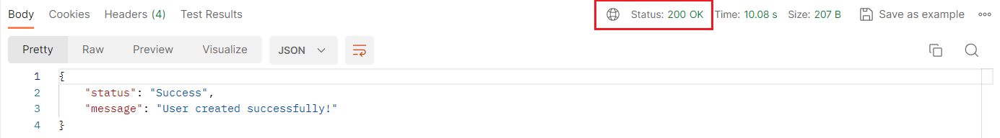 Body Cookies Headers (4) Test Results Status: 200 OK Time: 10.08 s Size: 207 B Save as example
Pretty Raw Preview Visualize JSON
1 {
2 "status": "Success",
3 "message": "User created successfully!"
4 }